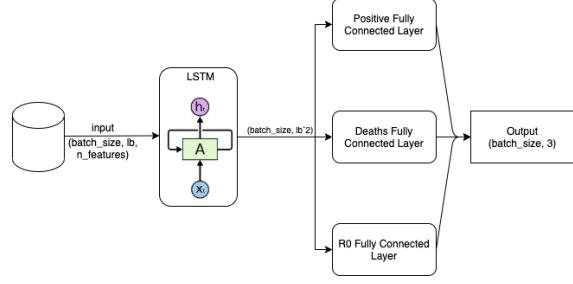 Positive Fully
Connected Layer
LSTM
hₜ
input
(batch_size, lb,
n_features)
A
(batch_size, lb^2)
Deaths Fully
Connected Layer
Output
(batch_size, 3)
Xₜ
R0 Fully Connected
Layer